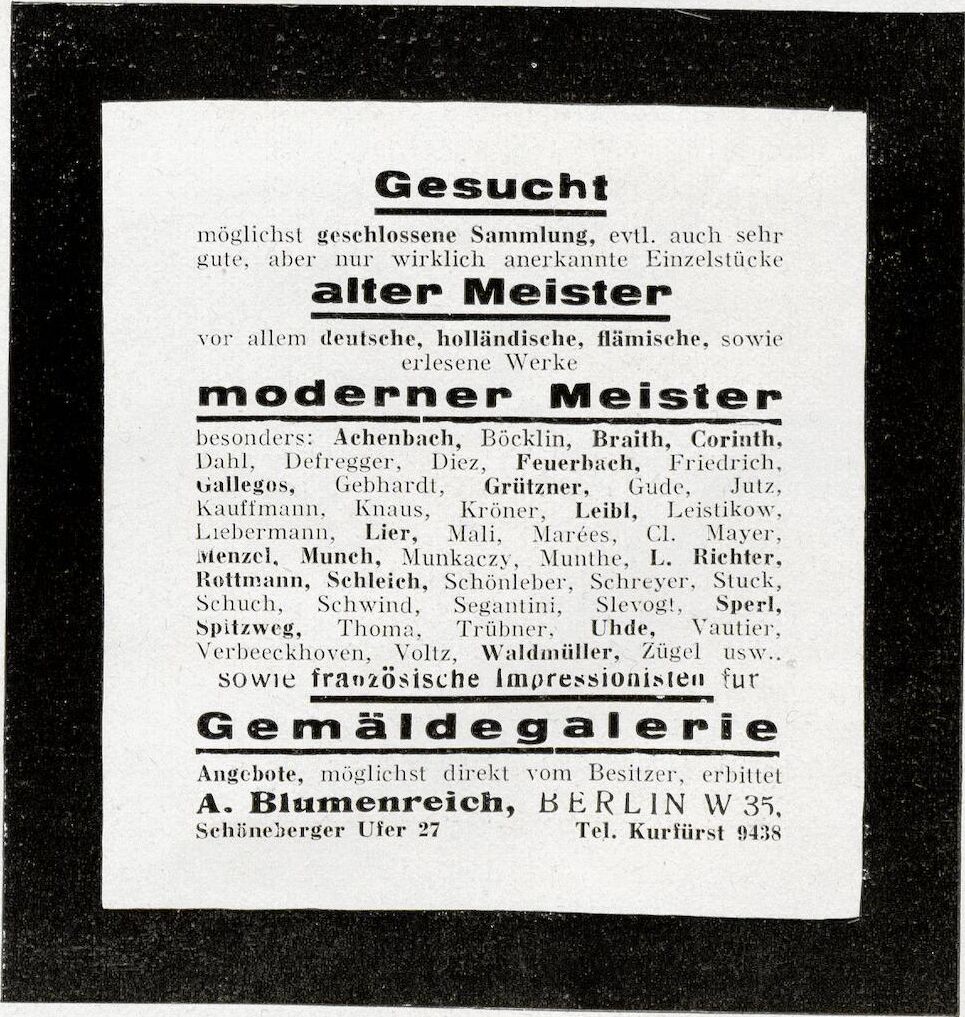 Gesucht
möglichst geschlossene Sammlung, evtl. auch sehr
gute, aber nur wirklich anerkannte Einzelstücke
alter Meister
vor allem deutsche, holländische, flämische, sowie
erlesene Werke
moderner Meister
besonders: Achenbach, Böcklin, Braith, Corinth,
Dahl, Defregger, Diez, Feuerbach, Friedrich,
Gallegos, Gebhardt, Grützner, Gude, Jutz,
Kauffmann, Knaus, Kröner, Leibl, Leistikow,
Liebermann, Lier, Mali, Marées, Cl. Mayer,
Menzel, Munch, Munkaczy, Munthe, L. Richter,
Rottmann, Schleich, Schönleber, Schreyer, Stuck,
Schuch, Schwind, Segantini, Slevogt, Sperl,
Spitzweg, Thoma, Trübner, Uhde, Vautier,
Verbeeckhoven, Voltz, Waldmüller, Zügel usw..
sowie französische Impressionisten fur
Gemäldegalerie
Angebote, möglichst direkt vom Besitzer, erbittet
A. Blumenreich, BERLIN W 35,
Schöneberger Ufer 27 Tel. Kurfürst 9438